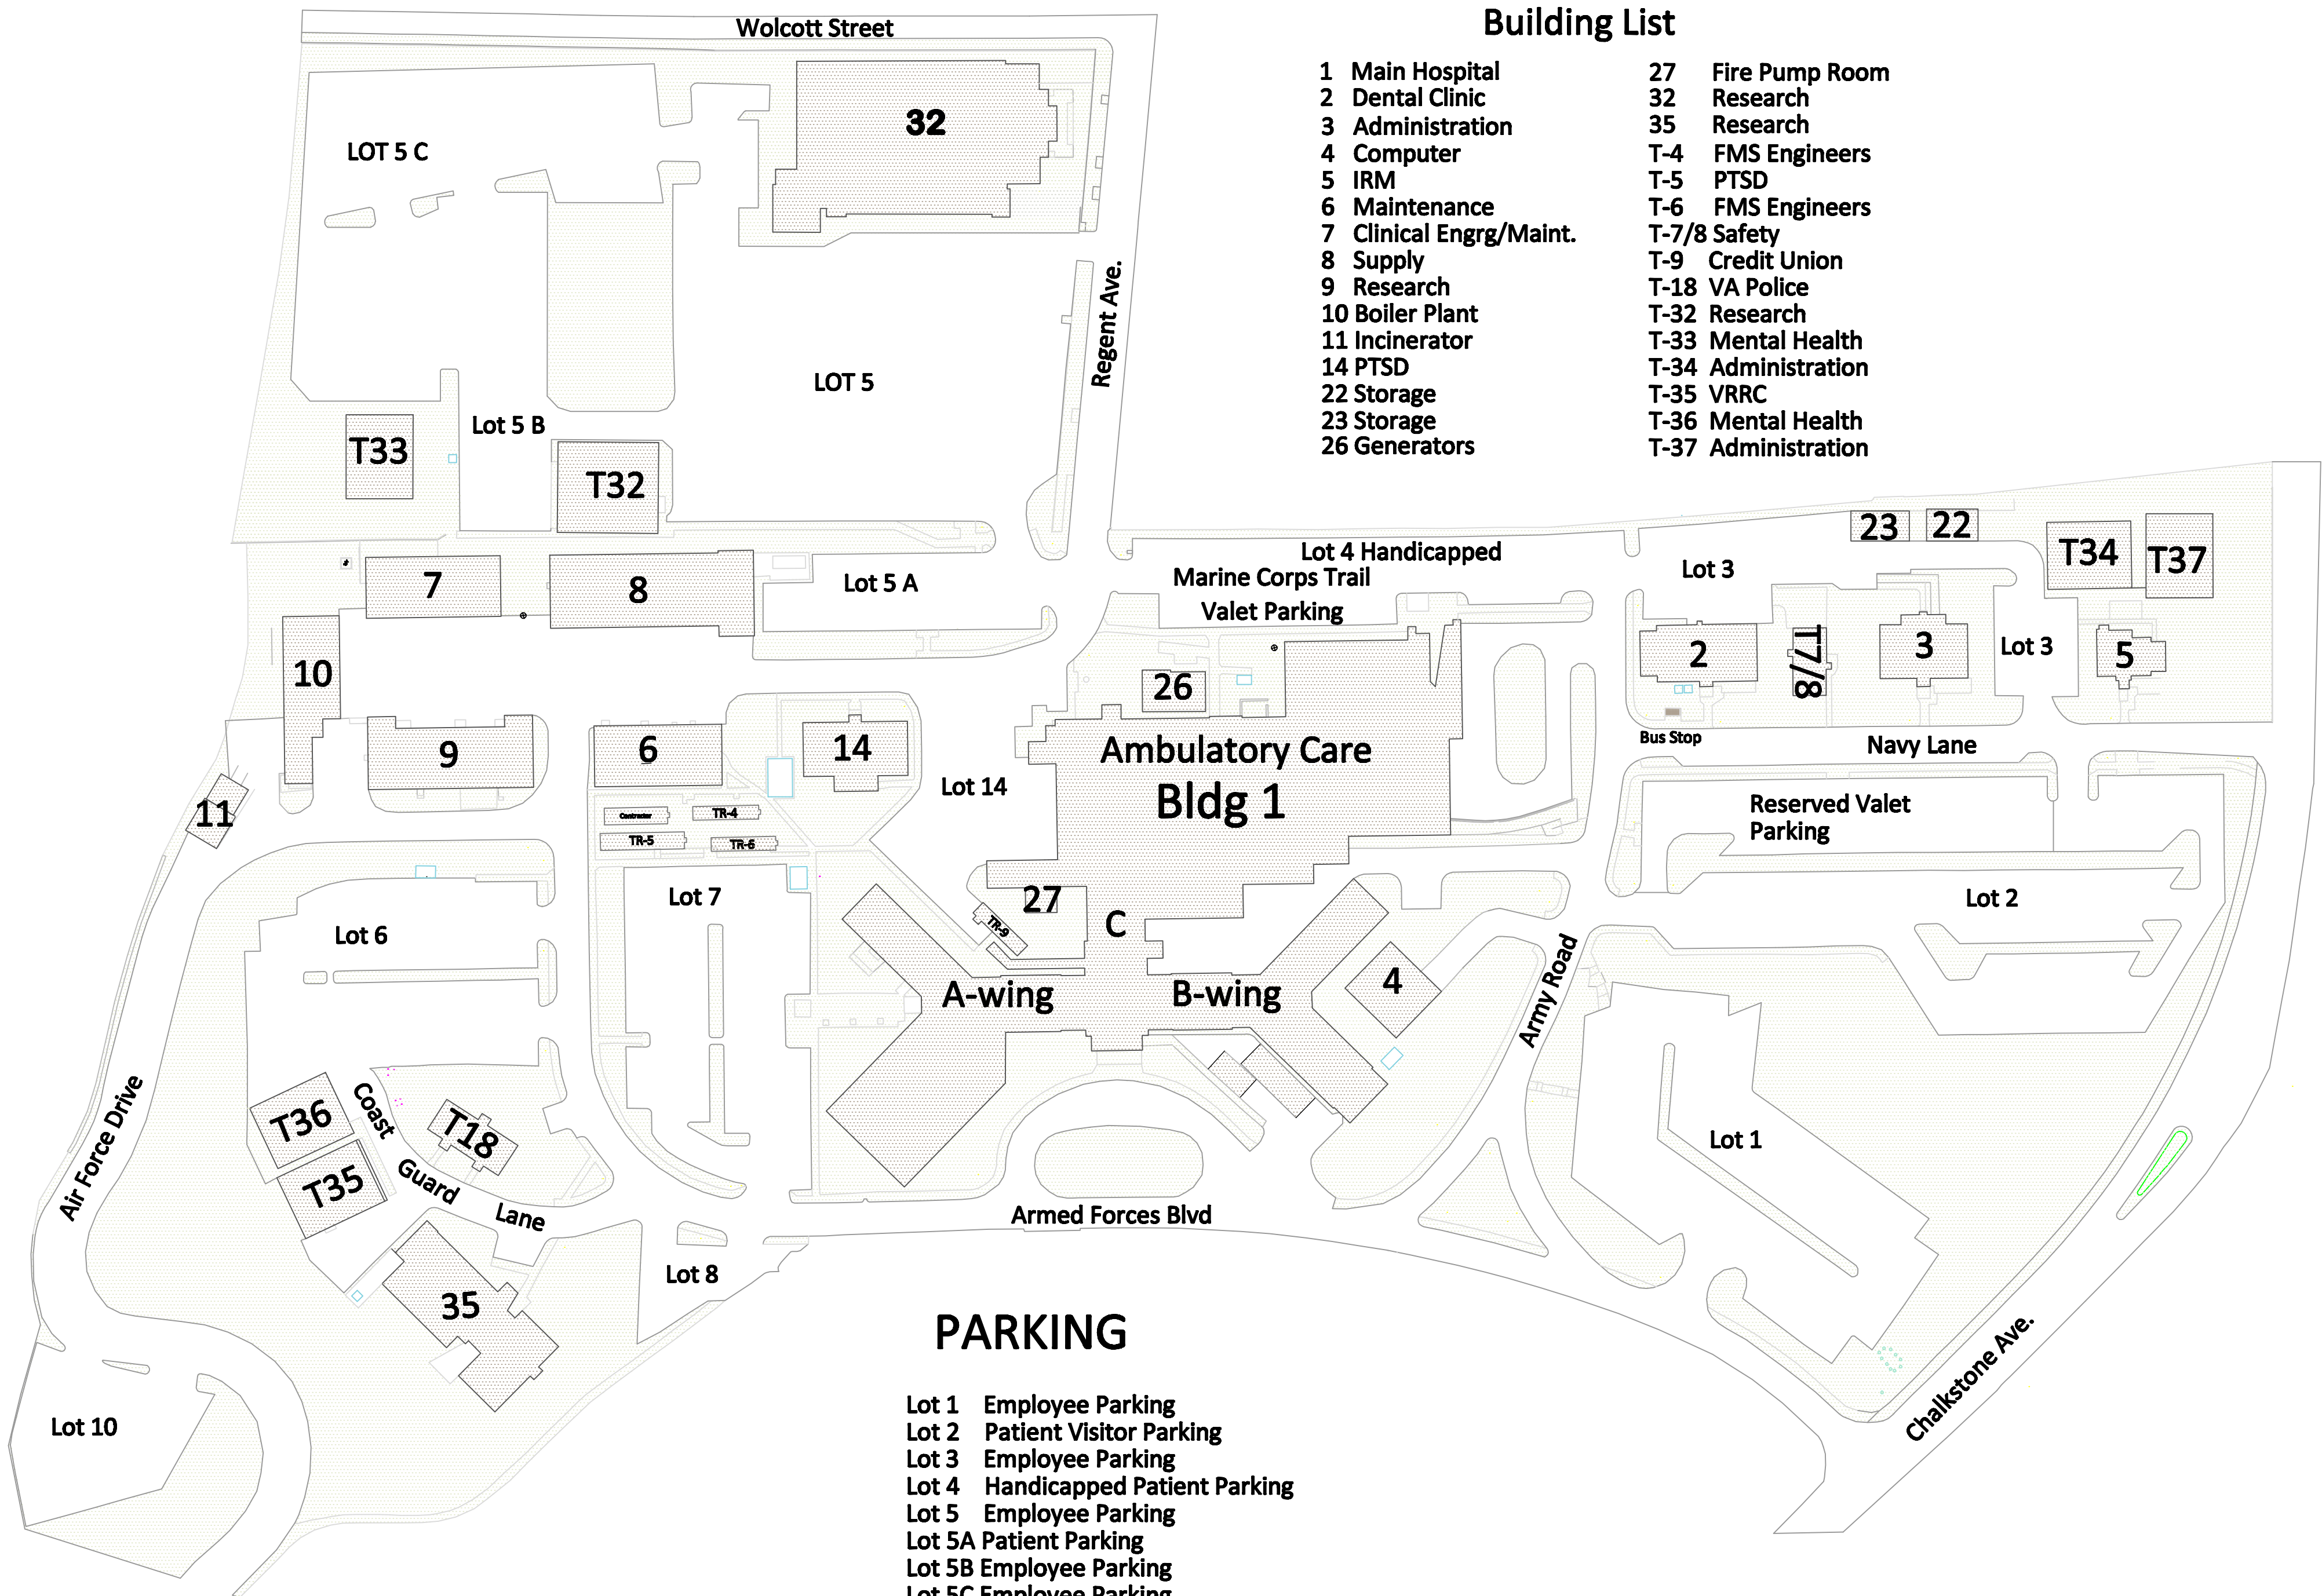 Wolcott Street
Building List
1 Main Hospital
2 Dental Clinic
3 Administration
4 Computer
5 IRM
6 Maintenance
7 Clinical Engrg/Maint.
8 Supply
9 Research
10 Boiler Plant
11 Incinerator
14 PTSD
22 Storage
23 Storage
26 Generators
27 Fire Pump Room
32 Research
35 Research
T-4 FMS Engineers
T-5 PTSD
T-6 FMS Engineers
T-7/8 Safety
T-9 Credit Union
T-18 VA Police
T-32 Research
T-33 Mental Health
T-34 Administration
T-35 VRRC
T-36 Mental Health
T-37 Administration
32
LOT 5 C
Regent Ave.
LOT 5
Lot 5 B
T33
T32
23
22
T34
T37
Lot 4 Handicapped
Marine Corps Trail
Valet Parking
Lot 3
7
8
Lot 5 A
2
T7/8
3
Lot 3
5
10
26
Bus Stop
Navy Lane
9
6
14
Ambulatory Care
Bldg 1
Lot 14
11
Contractor
TR-4
TR-5
TR-6
Reserved Valet
Parking
Lot 7
27
TR-9
C
Lot 2
Lot 6
A-wing
B-wing
4
Army Road
Air Force Drive
T36
Coast
T18
T35
Guard
Lane
Lot 1
Armed Forces Blvd
Lot 8
35
Chalkstone Ave.
Lot 10
PARKING
Lot 1 Employee Parking
Lot 2 Patient Visitor Parking
Lot 3 Employee Parking
Lot 4 Handicapped Patient Parking
Lot 5 Employee Parking
Lot 5A Patient Parking
Lot 5B Employee Parking
Lot 5C Employee Parking